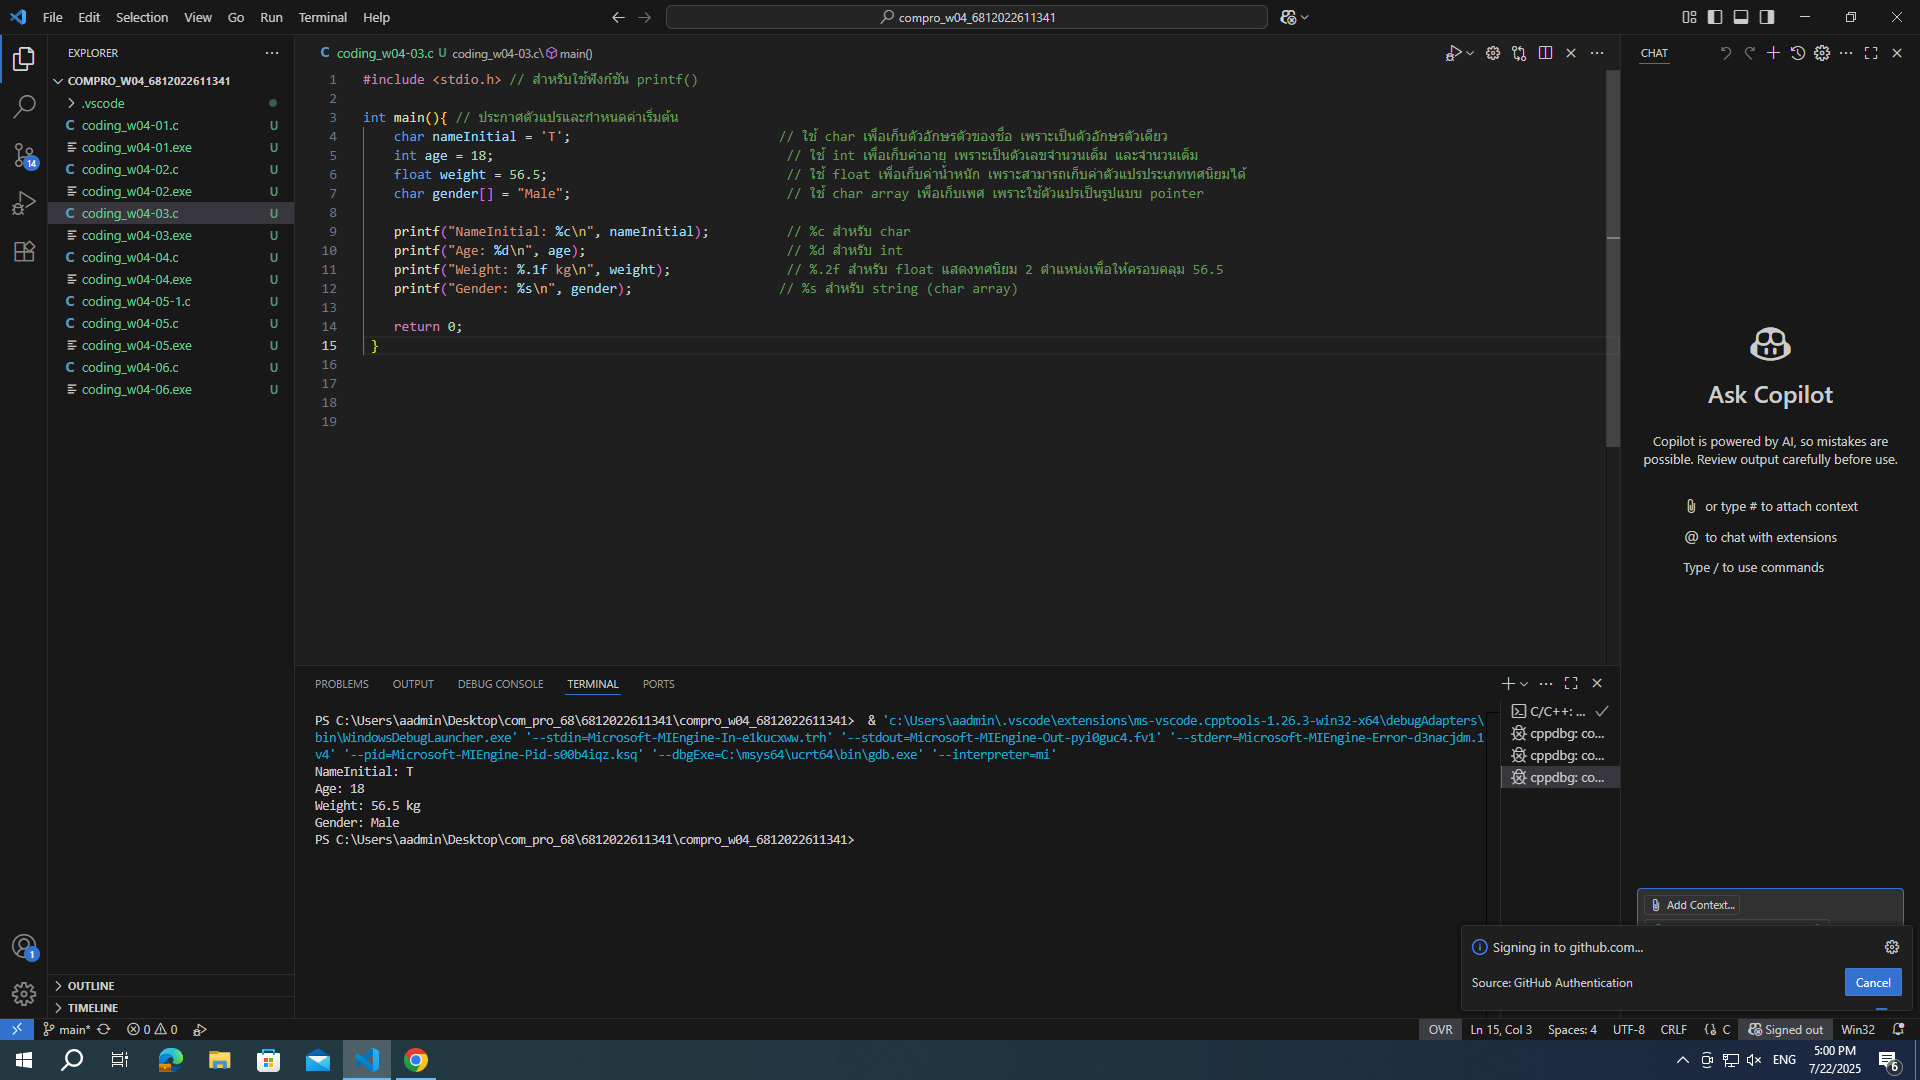 File Edit Selection View Go Run Terminal Help
compro_w04_6812022611341
EXPLORER
COMPRO_W04_6812022611341
.vscode
coding_w04-01.c U
coding_w04-01.exe U
coding_w04-02.c U
coding_w04-02.exe U
coding_w04-03.c U
coding_w04-03.exe U
coding_w04-04.c U
coding_w04-04.exe U
coding_w04-05-1.c U
coding_w04-05.c U
coding_w04-05.exe U
coding_w04-06.c U
coding_w04-06.exe U
14
1
OUTLINE
TIMELINE
C coding_w04-03.c U coding_w04-03.c\ main()
1 #include <stdio.h> // สำหรับใช้ฟังก์ชัน printf()
2
3 int main(){ // ประกาศตัวแปรและกำหนดค่าเริ่มต้น
4 char nameInitial = 'T'; // ใช้ char เพื่อเก็บตัวอักษรตัวของชื่อ เพราะเป็นตัวอักษรตัวเดียว
5 int age = 18; // ใช้ int เพื่อเก็บค่าอายุ เพราะเป็นตัวเลขจำนวนเต็ม และจำนวนเต็ม
6 float weight = 56.5; // ใช้ float เพื่อเก็บค่าน้ำหนัก เพราะสามารถเก็บค่าตัวแปรประเภททศนิยมได้
7 char gender[] = "Male"; // ใช้ char array เพื่อเก็บเพศ เพราะใช้ตัวแปรเป็นรูปแบบ pointer
8
9 printf("NameInitial: %c\n", nameInitial); // %c สำหรับ char
10 printf("Age: %d\n", age); // %d สำหรับ int
11 printf("Weight: %.1f kg\n", weight); // %.2f สำหรับ float แสดงทศนิยม 2 ตำแหน่งเพื่อให้ครอบคลุม 56.5
12 printf("Gender: %s\n", gender); // %s สำหรับ string (char array)
13
14 return 0;
15 }
16
17
18
19
PROBLEMS OUTPUT DEBUG CONSOLE TERMINAL PORTS
PS C:\Users\aadmin\Desktop\com_pro_68\6812022611341\compro_w04_6812022611341> & 'c:\Users\aadmin\.vscode\extensions\ms-vscode.cpptools-1.26.3-win32-x64\debugAdapters\
bin\WindowsDebugLauncher.exe' '--stdin=Microsoft-MIEngine-In-e1kucxww.trh' '--stdout=Microsoft-MIEngine-Out-pyi0guc4.fv1' '--stderr=Microsoft-MIEngine-Error-d3nacjdm.1
v4' '--pid=Microsoft-MIEngine-Pid-s00b4iqz.ksq' '--dbgExe=C:\msys64\ucrt64\bin\gdb.exe' '--interpreter=mi'
NameInitial: T
Age: 18
Weight: 56.5 kg
Gender: Male
PS C:\Users\aadmin\Desktop\com_pro_68\6812022611341\compro_w04_6812022611341>
C/C++: ...
cppdbg: co...
cppdbg: co...
cppdbg: co...
CHAT
Ask Copilot
Copilot is powered by AI, so mistakes are
possible. Review output carefully before use.
or type # to attach context
@ to chat with extensions
Type / to use commands
Add Context...
Signing in to github.com...
Source: GitHub Authentication
Cancel
main* 0 0
OVR Ln 15, Col 3 Spaces: 4 UTF-8 CRLF C Signed out Win32
ENG
5:00 PM
7/22/2025
6